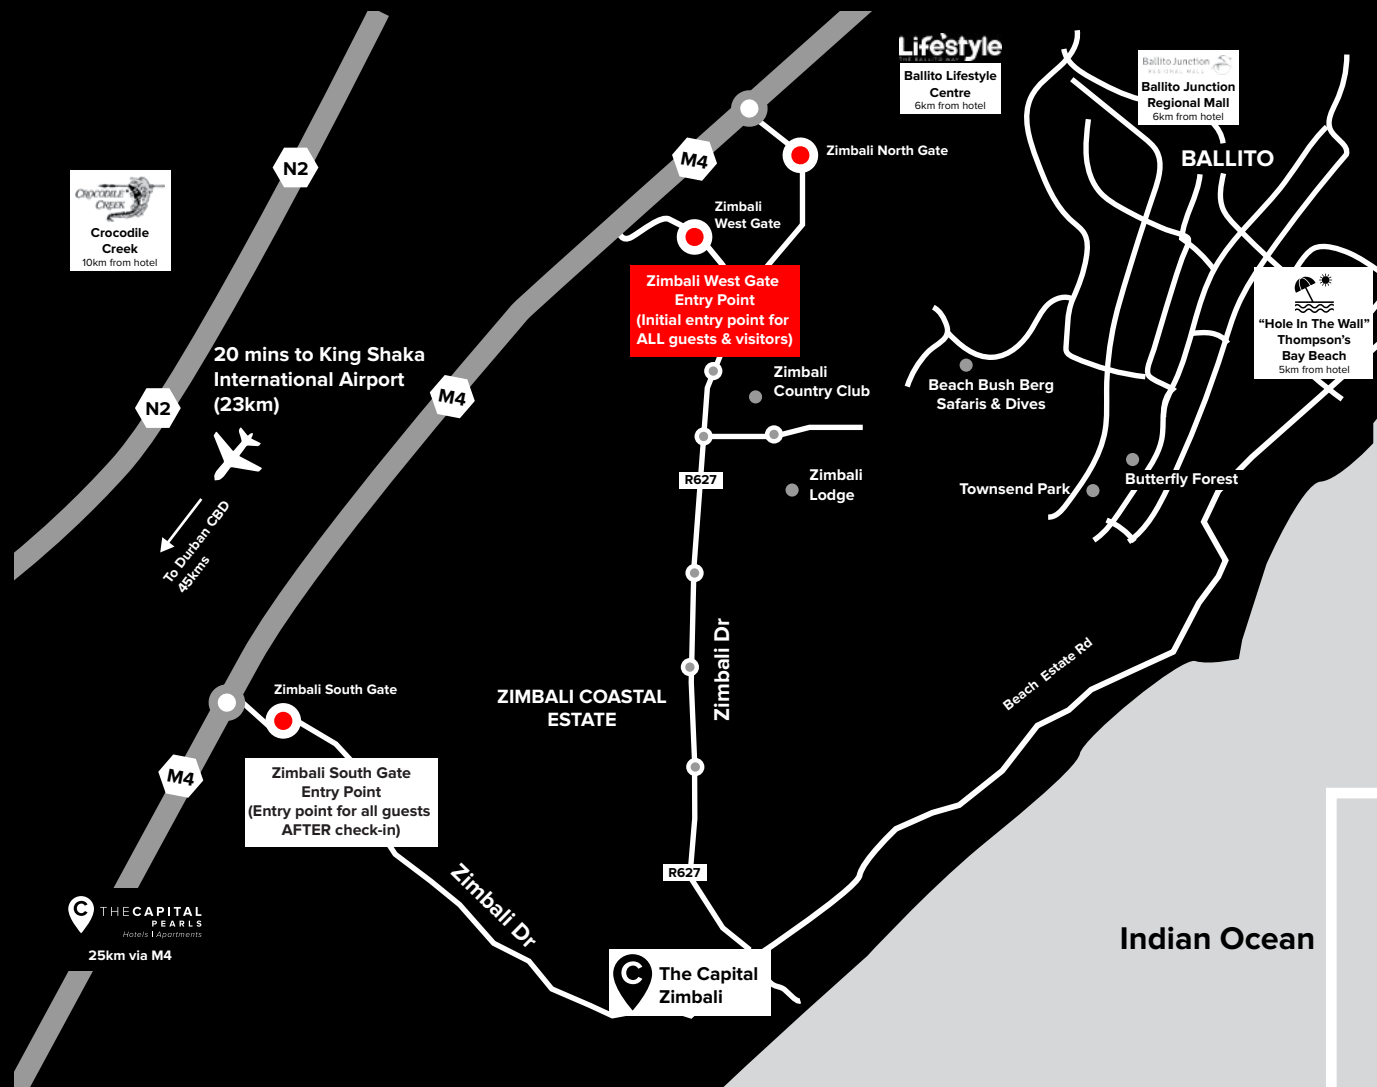 Lifestyle
THE BALLITO WAY
Ballito Lifestyle
Centre
6km from hotel
Ballito Junction
REGIONAL MALL
Ballito Junction
Regional Mall
6km from hotel
BALLITO
M4
Zimbali North Gate
N2
CROCODILE
CREEK
Crocodile
Creek
10km from hotel
Zimbali
West Gate
Zimbali West Gate
Entry Point
(Initial entry point for
ALL guests & visitors)
“Hole In The Wall”
Thompson’s
Bay Beach
5km from hotel
20 mins to King Shaka
International Airport
(23km)
N2
M4
Zimbali
Country Club
Beach Bush Berg
Safaris & Dives
R627
Zimbali
Lodge
Townsend Park
Butterfly Forest
To Durban CBD
45kms
Zimbali Dr
Beach Estate Rd
Zimbali South Gate
ZIMBALI COASTAL
ESTATE
M4
Zimbali South Gate
Entry Point
(Entry point for all guests
AFTER check-in)
R627
Zimbali Dr
C
THECAPITAL
PEARLS
Hotels | Apartments
25km via M4
C
The Capital
Zimbali
Indian Ocean